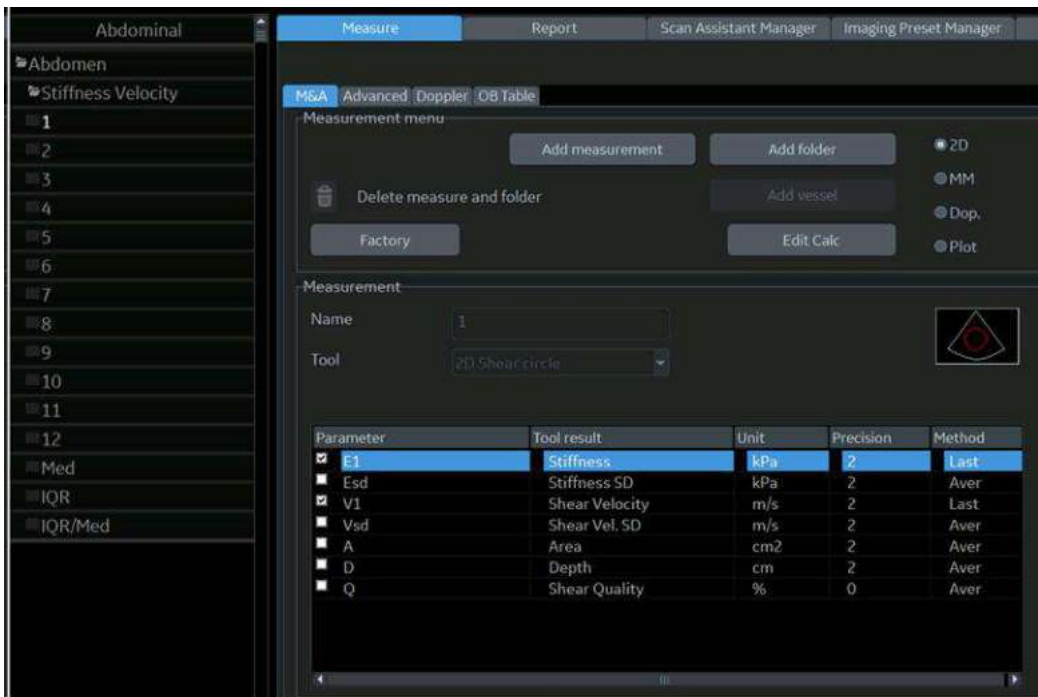 Abdominal
Measure Report Scan Assistant Manager Imaging Preset Manager
Abdomen
Stiffness Velocity
1
2
3
4
5
6
7
8
9
10
11
12
Med
IQR
IQR/Med
M&A Advanced Doppler OB Table
Measurement menu
Add measurement Add folder 2D
MM
Delete measure and folder Add vessel
Dop.
Factory Edit Calc Plot
Measurement
Name 1
Tool 2D Shear circle
Parameter Tool result Unit Precision Method
E1 Stiffness kPa 2 Last
Esd Stiffness SD kPa 2 Aver
V1 Shear Velocity m/s 2 Last
Vsd Shear Vel. SD m/s 2 Aver
A Area cm2 2 Aver
D Depth cm 2 Aver
Q Shear Quality % 0 Aver